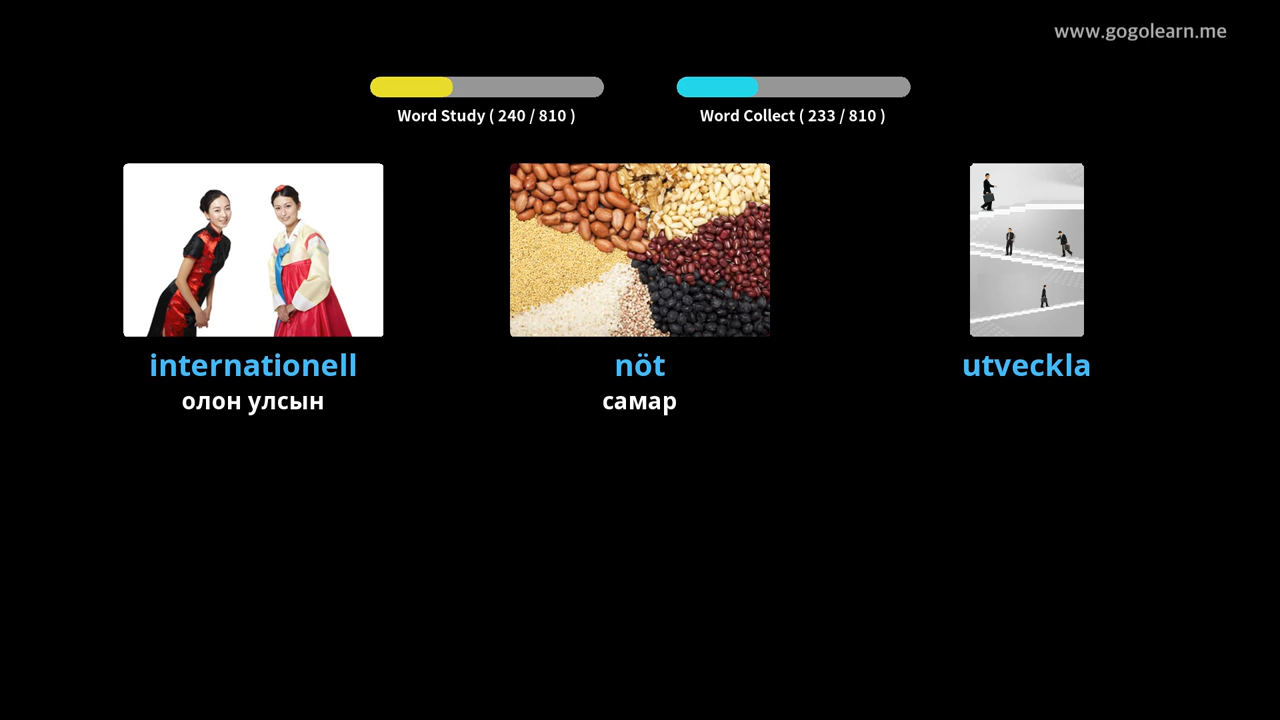 www.gogolearn.me
Word Study ( 240 / 810 )
Word Collect ( 233 / 810 )
internationell
олон улсын
nöt
самар
utveckla